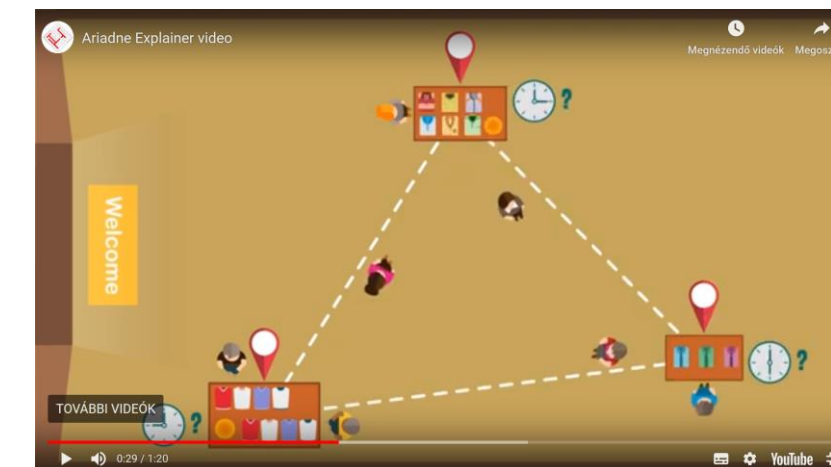 Ariadne Explainer video
Megnézendő videók
Megosz
?
Welcome
?
TOVÁBBI VIDEÓK
?
0:29 / 1:20
YouTube